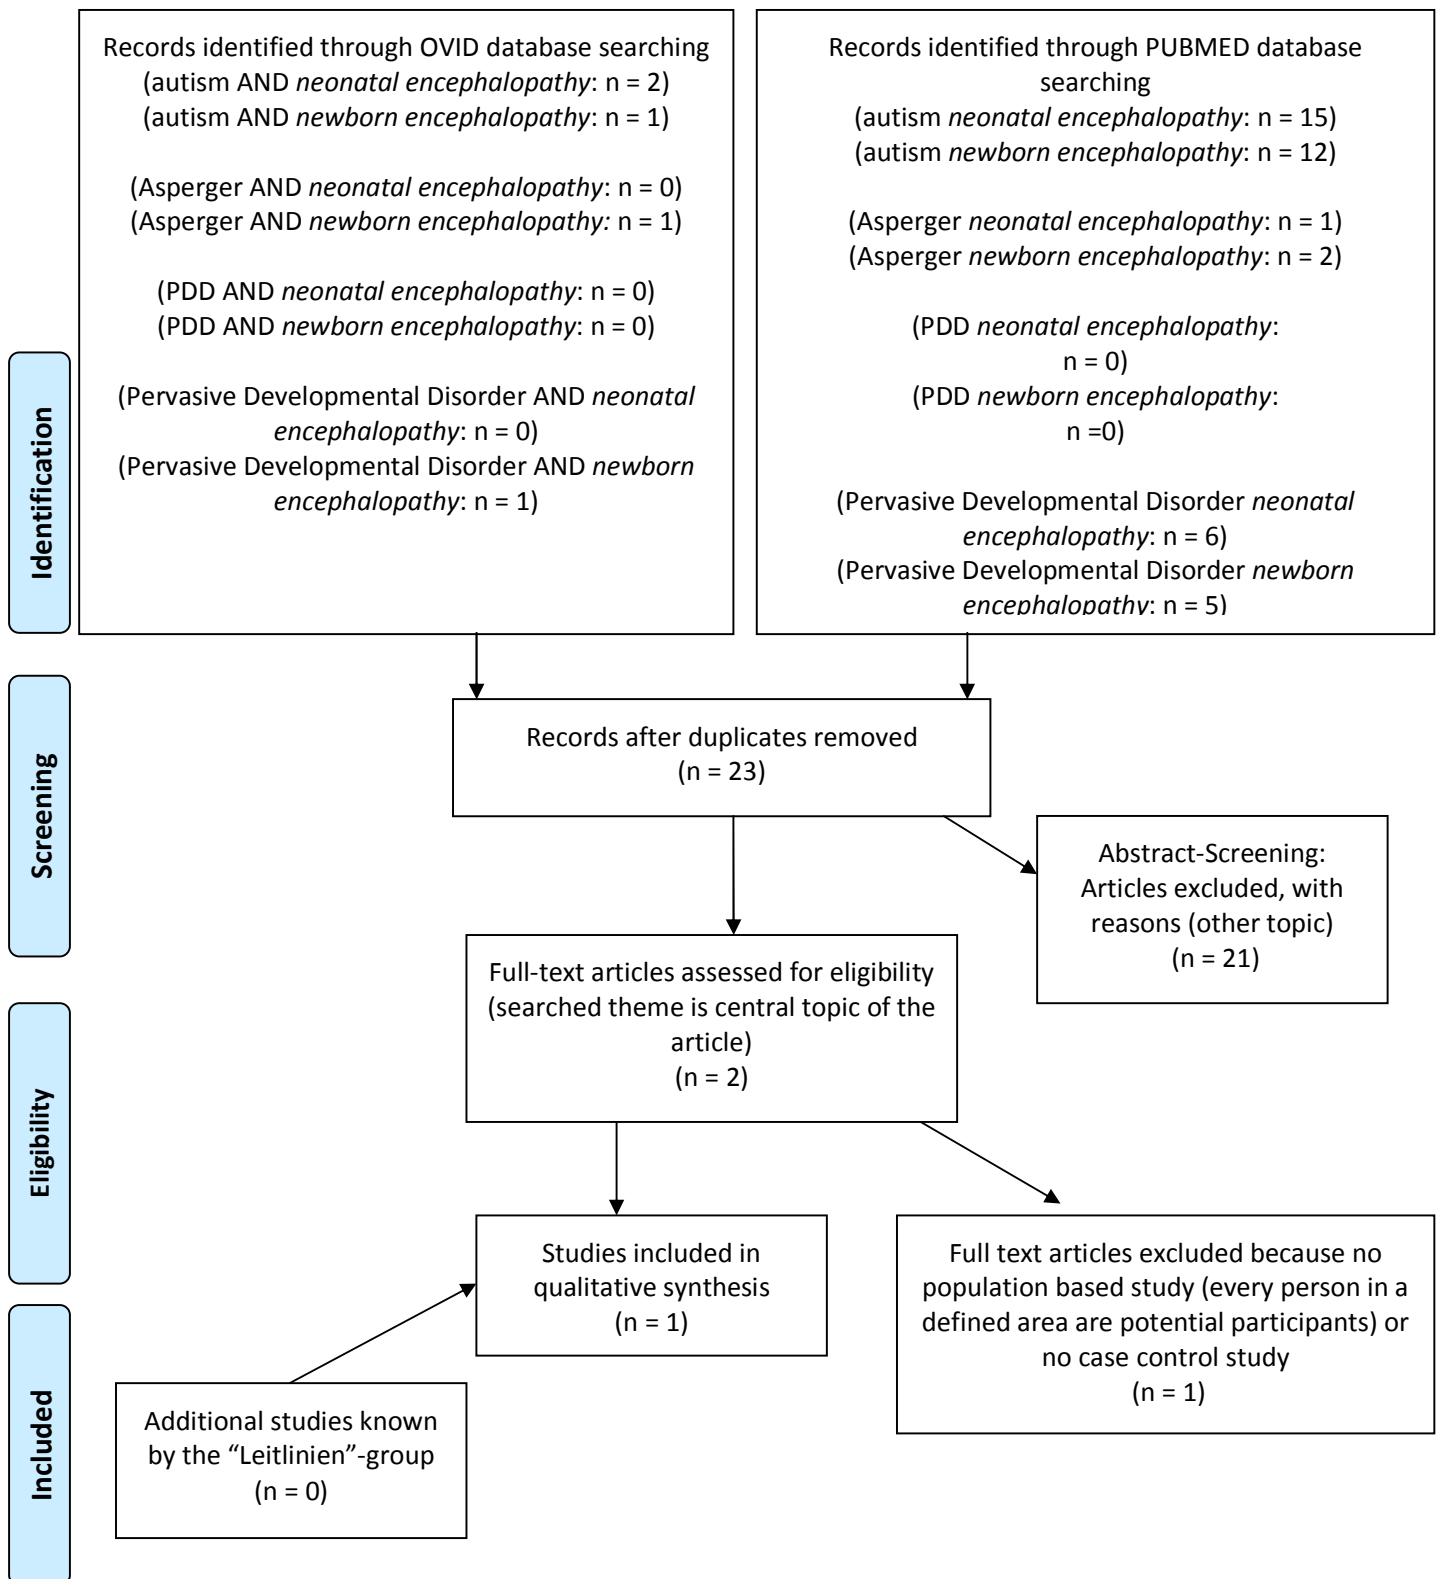 Records identified through OVID database searching
(autism AND neonatal encephalopathy: n = 2)
(autism AND newborn encephalopathy: n = 1)
(Asperger AND neonatal encephalopathy: n = 0)
(Asperger AND newborn encephalopathy: n = 1)
(PDD AND neonatal encephalopathy: n = 0)
(PDD AND newborn encephalopathy: n = 0)
(Pervasive Developmental Disorder AND neonatal
encephalopathy: n = 0)
(Pervasive Developmental Disorder AND newborn
encephalopathy: n = 1)
Records identified through PUBMED database
searching
(autism neonatal encephalopathy: n = 15)
(autism newborn encephalopathy: n = 12)
(Asperger neonatal encephalopathy: n = 1)
(Asperger newborn encephalopathy: n = 2)
(PDD neonatal encephalopathy:
n = 0)
(PDD newborn encephalopathy:
n =0)
(Pervasive Developmental Disorder neonatal
encephalopathy: n = 6)
(Pervasive Developmental Disorder newborn
encephalopathy: n = 5)
Identification
Records after duplicates removed
(n = 23)
Screening
Abstract-Screening:
Articles excluded, with
reasons (other topic)
(n = 21)
Full-text articles assessed for eligibility
(searched theme is central topic of the
article)
(n = 2)
Eligibility
Studies included in
qualitative synthesis
(n = 1)
Full text articles excluded because no
population based study (every person in a
defined area are potential participants) or
no case control study
(n = 1)
Included
Additional studies known
by the “Leitlinien”-group
(n = 0)